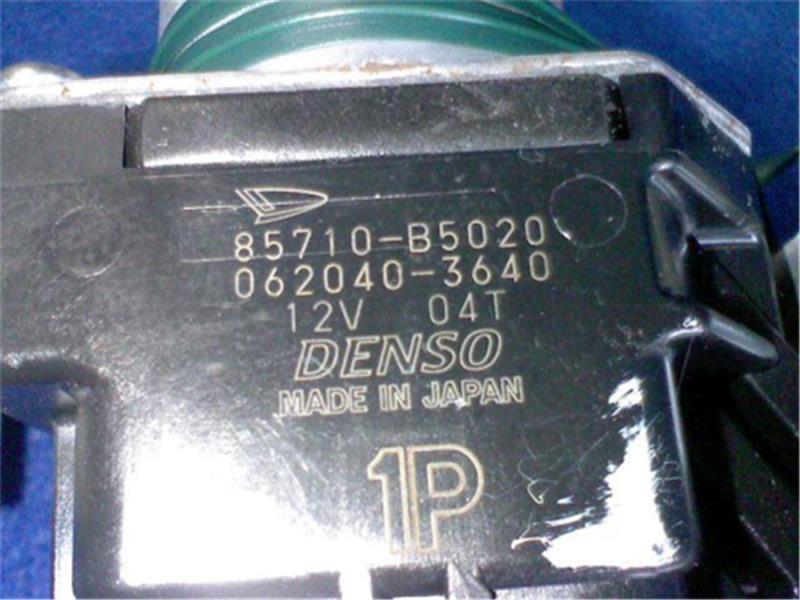 85710-B5020
062040-3640
12V 04T
DENSO
MADE IN JAPAN
1P